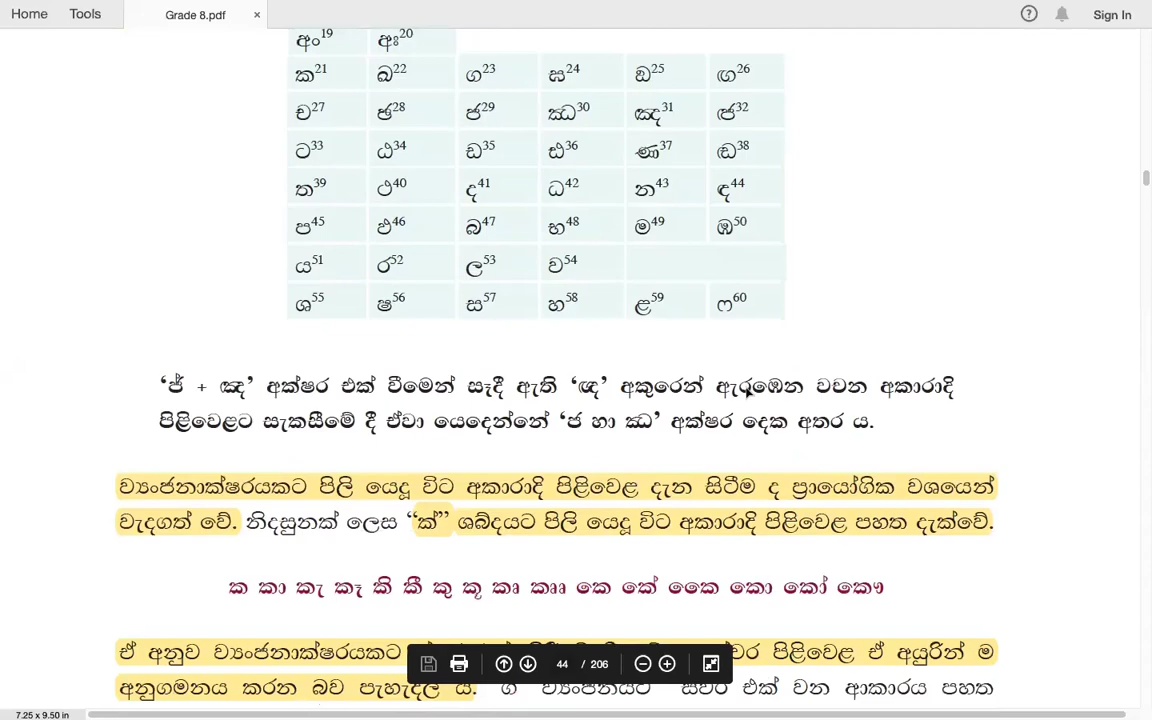 Home Tools Grade 8.pdf × Sign In
අං19 අඃ20
ක21 ඛ22 ග23 ඝ24 ඞ25 ඟ26
ච27 ඡ28 ජ29 ඣ30 ඤ31 ඦ32
ට33 ඨ34 ඩ35 ඪ36 ණ37 ඬ38
ත39 ථ40 ද41 ධ42 න43 ඳ44
ප45 ඵ46 බ47 භ48 ම49 ඹ50
ය51 ර52 ල53 ව54
ශ55 ෂ56 ස57 හ58 ළ59 ෆ60
‘ජ් + ඤ’ අක්ෂර එක් වීමෙන් සෑදී ඇති ‘ඥ’ අකුරෙන් ඇරඹෙන වචන අකාරාදි
පිළිවෙළට සැකසීමේ දී ඒවා යෙදෙන්නේ ‘ජ හා ඣ’ අක්ෂර දෙක අතර ය.
ව්‍යංජනාක්ෂරයකට පිලි යෙදූ විට අකාරාදි පිළිවෙළ දැන සිටීම ද ප්‍රායෝගික වශයෙන්
වැදගත් වේ. නිදසුනක් ලෙස “ක්” ශබ්දයට පිලි යෙදූ විට අකාරාදි පිළිවෙළ පහත දැක්වේ.
ක කා කැ කෑ කි කී කු කූ කෘ කෲ කෙ කේ කෛ කො කෝ කෞ
ඒ අනුව ව්‍යංජනාක්ෂරයකට පිළිවෙළ ඒ අයුරින් ම
අනුගමනය කරන බව පැහැදිලි ය. එක් වන ආකාරය පහත
44 / 206
7.25 x 9.50 in